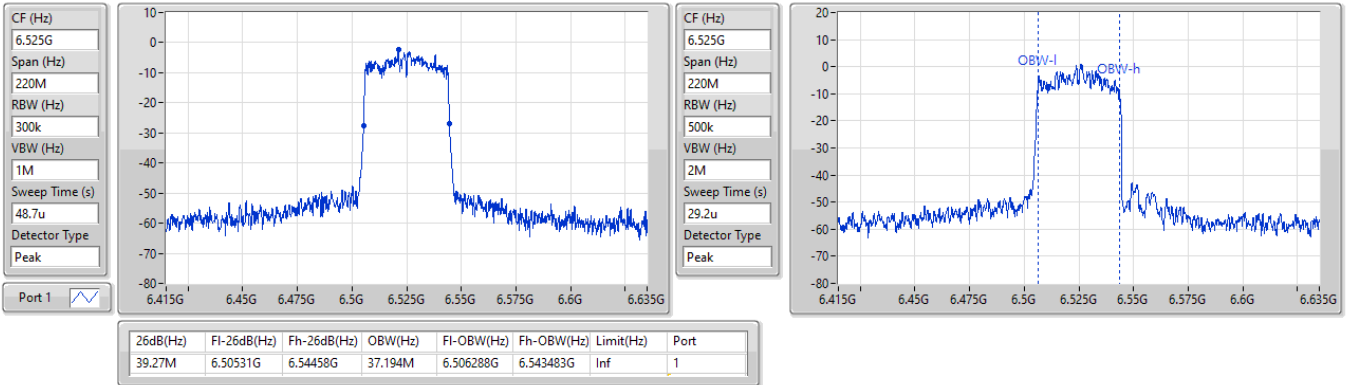 CF (Hz)
6.525G
Span (Hz)
220M
RBW (Hz)
300k
VBW (Hz)
1M
Sweep Time (s)
48.7u
Detector Type
Peak
Port 1
10
0
-10
-20
-30
-40
-50
-60
-70
-80
6.415G 6.45G 6.475G 6.5G 6.525G 6.55G 6.575G 6.6G 6.635G
CF (Hz)
6.525G
Span (Hz)
220M
RBW (Hz)
500k
VBW (Hz)
2M
Sweep Time (s)
29.2u
Detector Type
Peak
20
10
0
-10
-20
-30
-40
-50
-60
-70
-80
OBW-l
OBW-h
6.415G 6.45G 6.475G 6.5G 6.525G 6.55G 6.575G 6.6G 6.635G
26dB(Hz) Fl-26dB(Hz) Fh-26dB(Hz) OBW(Hz) Fl-OBW(Hz) Fh-OBW(Hz) Limit(Hz) Port
39.27M 6.50531G 6.54458G 37.194M 6.506288G 6.543483G Inf 1